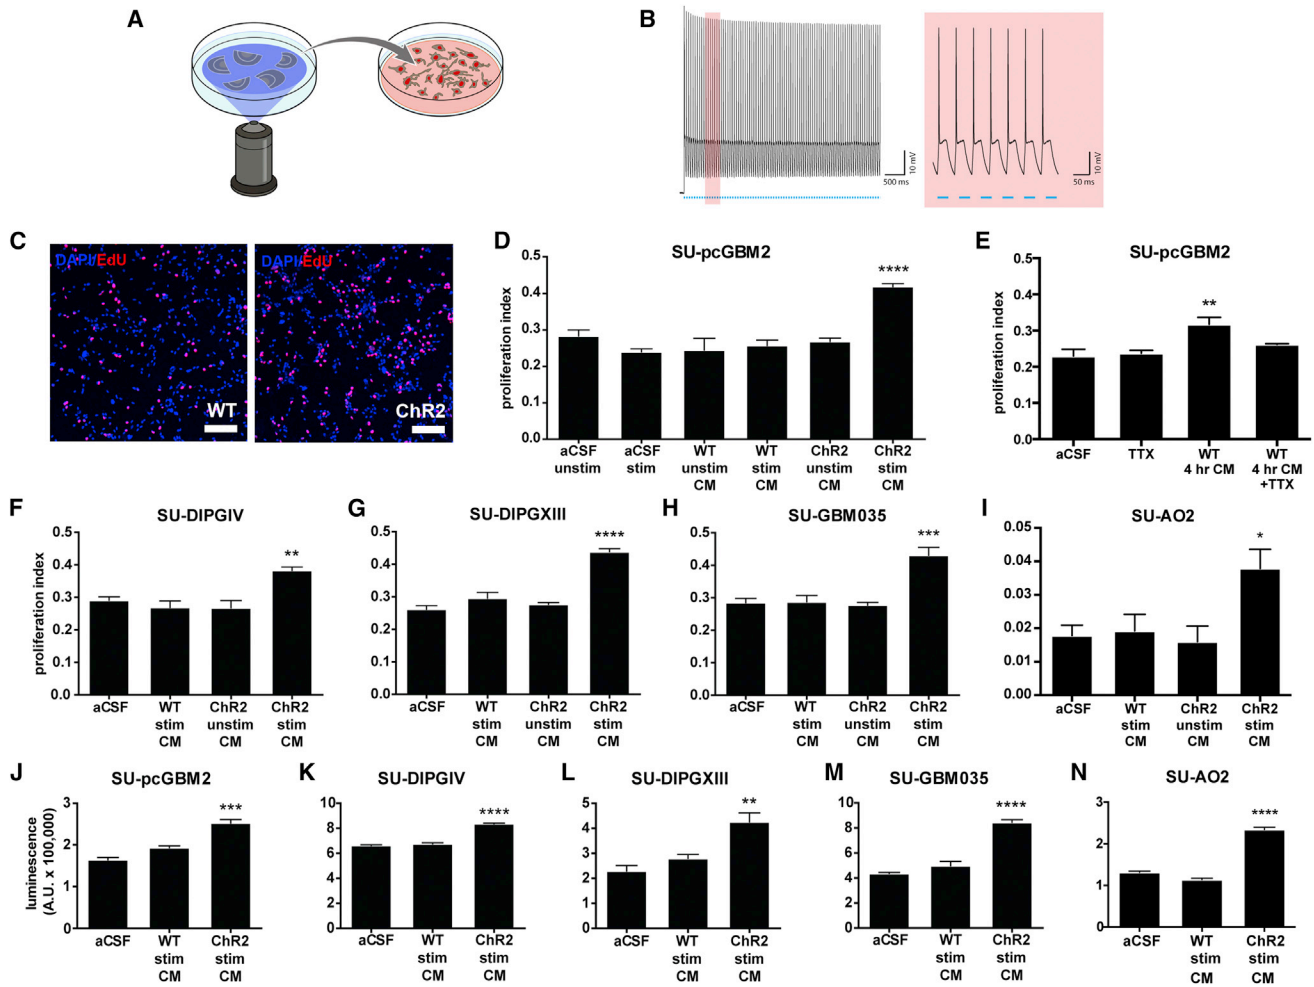 A
B
10 mV
500 ms
10 mV
50 ms
C
DAPI/EdU
WT
DAPI/EdU
ChR2
D
SU-pcGBM2
proliferation index
0.5
0.4
0.3
0.2
0.1
0.0
****
aCSF unstim
aCSF stim
WT unstim CM
WT stim CM
ChR2 unstim CM
ChR2 stim CM
E
SU-pcGBM2
proliferation index
0.5
0.4
0.3
0.2
0.1
0.0
**
aCSF
TTX
WT 4 hr CM
WT 4 hr CM +TTX
F
SU-DIPGIV
proliferation index
0.5
0.4
0.3
0.2
0.1
0.0
**
aCSF
WT stim CM
ChR2 unstim CM
ChR2 stim CM
G
SU-DIPGXIII
0.5
0.4
0.3
0.2
0.1
0.0
****
aCSF
WT stim CM
ChR2 unstim CM
ChR2 stim CM
H
SU-GBM035
0.5
0.4
0.3
0.2
0.1
0.0
***
aCSF
WT stim CM
ChR2 unstim CM
ChR2 stim CM
I
SU-AO2
0.05
0.04
0.03
0.02
0.01
0.00
*
aCSF
WT stim CM
ChR2 unstim CM
ChR2 stim CM
J
SU-pcGBM2
luminescence
(A.U. x 100,000)
3
2
1
0
***
aCSF
WT stim CM
ChR2 stim CM
K
SU-DIPGIV
10
8
6
4
2
0
****
aCSF
WT stim CM
ChR2 stim CM
L
SU-DIPGXIII
5
4
3
2
1
0
**
aCSF
WT stim CM
ChR2 stim CM
M
SU-GBM035
10
8
6
4
2
0
****
aCSF
WT stim CM
ChR2 stim CM
N
SU-AO2
3
2
1
0
****
aCSF
WT stim CM
ChR2 stim CM